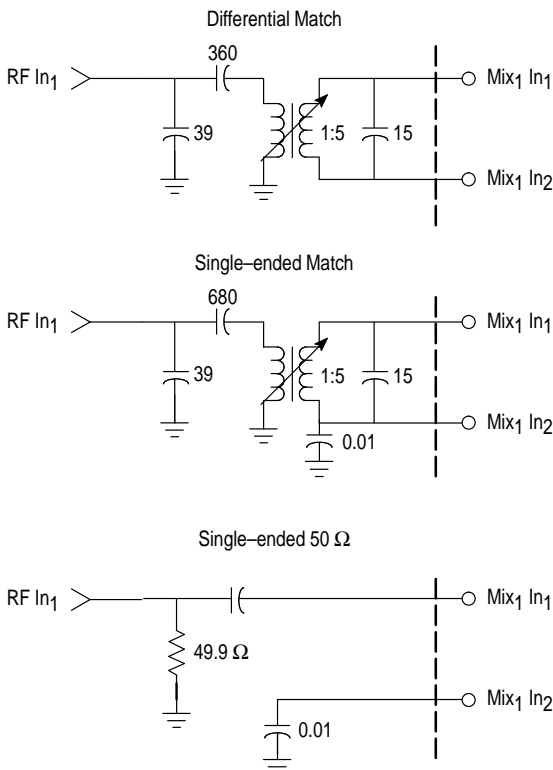 Differential Match
360
RF In1
39
1:5
15
Mix1 In1
Mix1 In2
Single–ended Match
680
RF In1
39
1:5
15
0.01
Mix1 In1
Mix1 In2
Single–ended 50 Ω
RF In1
49.9 Ω
0.01
Mix1 In1
Mix1 In2